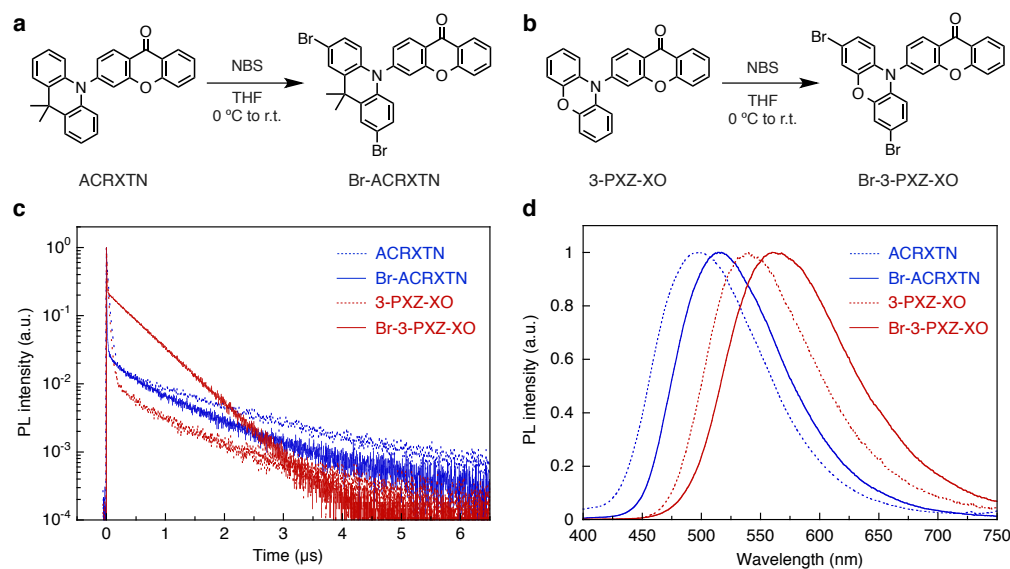 a
O
Br
N
O
NBS
THF
0 ºC to r.t.
O
N
O
Br
ACRXTN
Br-ACRXTN
b
O
N
O
O
NBS
THF
0 ºC to r.t.
O
Br
N
O
O
Br
3-PXZ-XO
Br-3-PXZ-XO
c
10⁰
10⁻¹
10⁻²
10⁻³
10⁻⁴
PL intensity (a.u.)
ACRXTN
Br-ACRXTN
3-PXZ-XO
Br-3-PXZ-XO
0 1 2 3 4 5 6
Time (µs)
d
1
0.8
0.6
0.4
0.2
0
PL intensity (a.u.)
ACRXTN
Br-ACRXTN
3-PXZ-XO
Br-3-PXZ-XO
400 450 500 550 600 650 700 750
Wavelength (nm)